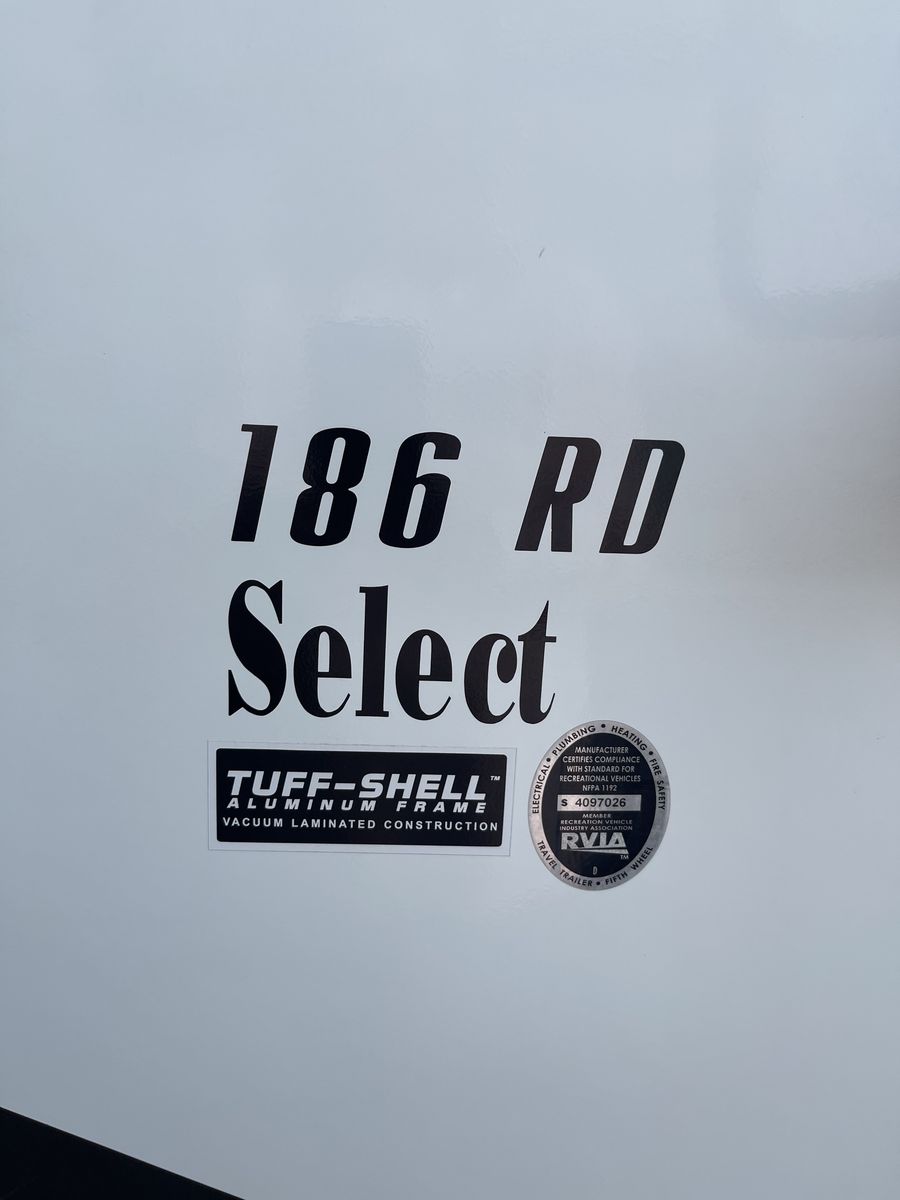 186 RD
Select
TUFF-SHELL™
ALUMINUM FRAME
VACUUM LAMINATED CONSTRUCTION
ELECTRICAL • PLUMBING • HEATING • FIRE SAFETY
MANUFACTURER
CERTIFIES COMPLIANCE
WITH STANDARD FOR
RECREATIONAL VEHICLES
NFPA 1192
S 4097026
MEMBER
RECREATION VEHICLE
INDUSTRY ASSOCIATION
RVIA™
D
TRAVEL TRAILER • FIFTH WHEEL